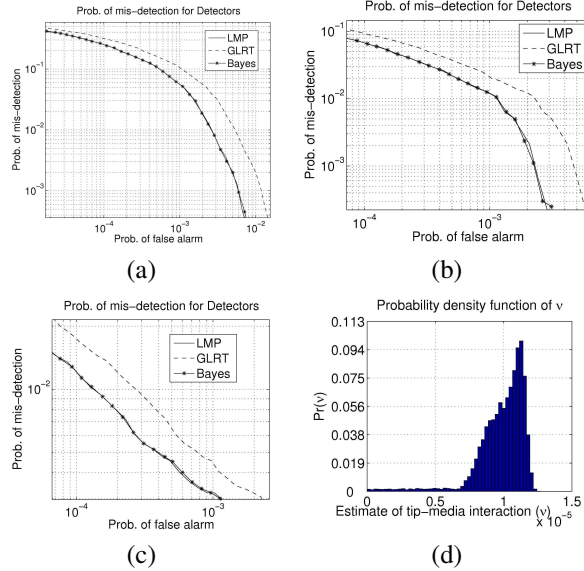 Prob. of mis-detection for Detectors
LMP
GLRT
Bayes
Prob. of mis-detection
10^-1
10^-2
10^-3
10^-4
10^-3
10^-2
Prob. of false alarm
(a)
Prob. of mis-detection for Detectors
LMP
GLRT
Bayes
Prob. of mis-detection
10^-1
10^-2
10^-3
10^-4
10^-3
Prob. of false alarm
(b)
Prob. of mis-detection for Detectors
LMP
GLRT
Bayes
Prob. of mis-detection
10^-2
10^-4
10^-3
Prob. of false alarm
(c)
Probability density function of ν
Pr(ν)
0.113
0.094
0.075
0.056
0.038
0.019
0
0 0.5 1 1.5
Estimate of tip-media interaction (ν)
x 10^-5
(d)